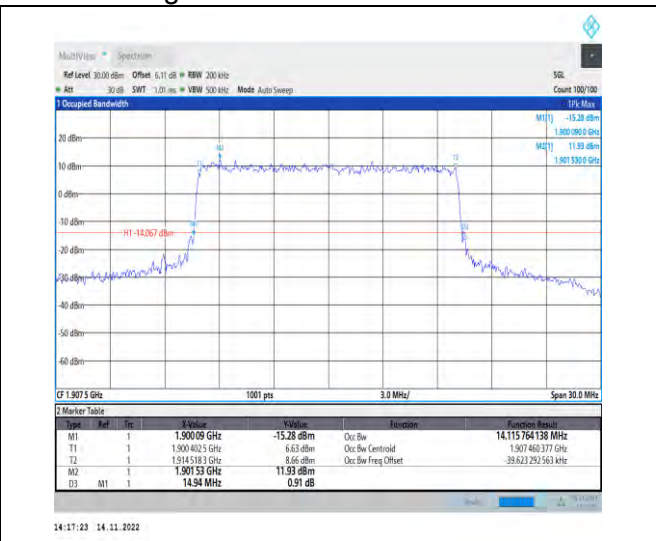 MultiView Spectrum
Ref Level 30.00 dBm Offset 6.11 dB RBW 200 kHz SGL
Att 30 dB SWT 1.01 ms VBW 500 kHz Mode Auto Sweep Count 100/100
1 Occupied Bandwidth 1Pk Max
M1[1] -15.28 dBm
1.900 090 0 GHz
M2[1] 11.93 dBm
1.901 530 0 GHz
20 dBm
M2
T1
T2
10 dBm
0 dBm
-10 dBm
H1 -14.067 dBm
-20 dBm
-30 dBm
-40 dBm
-50 dBm
-60 dBm
CF 1.907 5 GHz 1001 pts 3.0 MHz/ Span 30.0 MHz
2 Marker Table
Type Ref Trc X-Value Y-Value Function Function Result
M1 1 1.900 09 GHz -15.28 dBm Occ Bw 14.115 764 138 MHz
T1 1 1.900 402 5 GHz 6.63 dBm Occ Bw Centroid 1.907 460 377 GHz
T2 1 1.914 518 3 GHz 8.66 dBm Occ Bw Freq Offset -39.623 292 563 kHz
M2 1 1.901 53 GHz 11.93 dBm
D3 M1 1 14.94 MHz 0.91 dB
14:17:23 14.11.2022